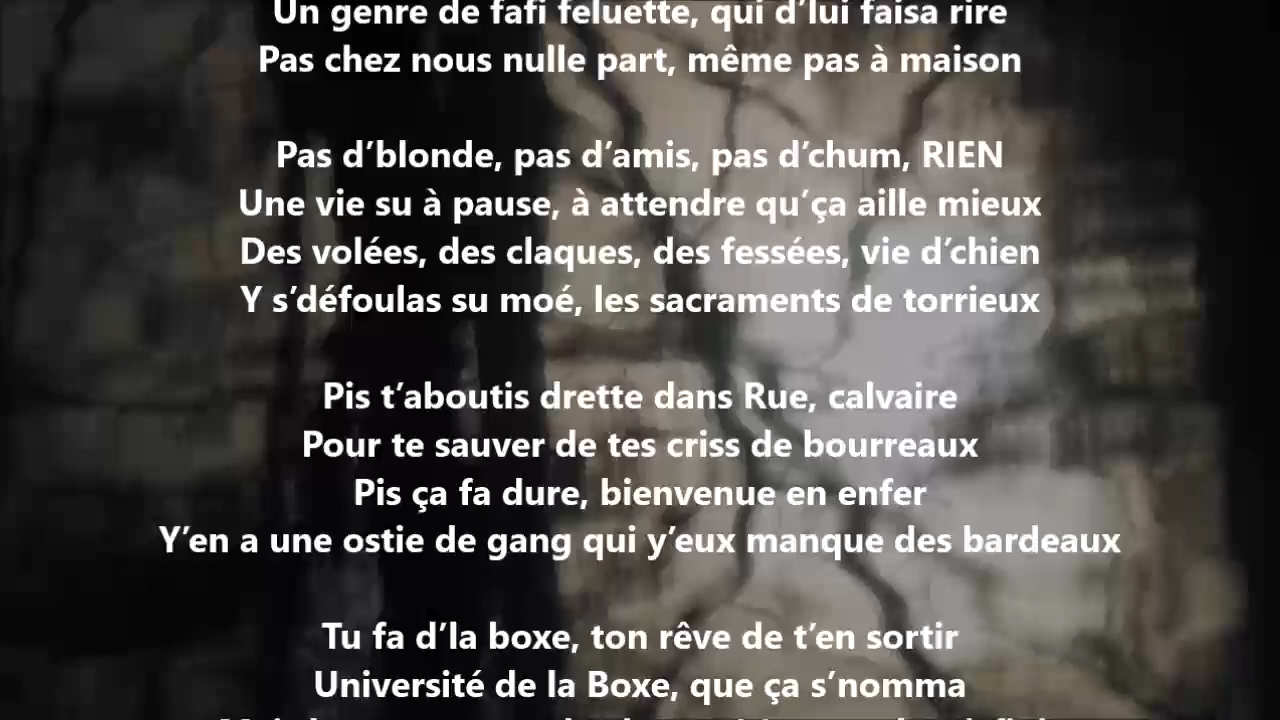 Un genre de fafi feluette, qui d’lui faisa rire
Pas chez nous nulle part, même pas à maison
Pas d’blonde, pas d’amis, pas d’chum, RIEN
Une vie su à pause, à attendre qu’ça aille mieux
Des volées, des claques, des fessées, vie d’chien
Y s’défoulas su moé, les sacraments de torrieux
Pis t’aboutis drette dans Rue, calvaire
Pour te sauver de tes criss de bourreaux
Pis ça fa dure, bienvenue en enfer
Y’en a une ostie de gang qui y’eux manque des bardeaux
Tu fa d’la boxe, ton rêve de t’en sortir
Université de la Boxe, que ça s’nomma